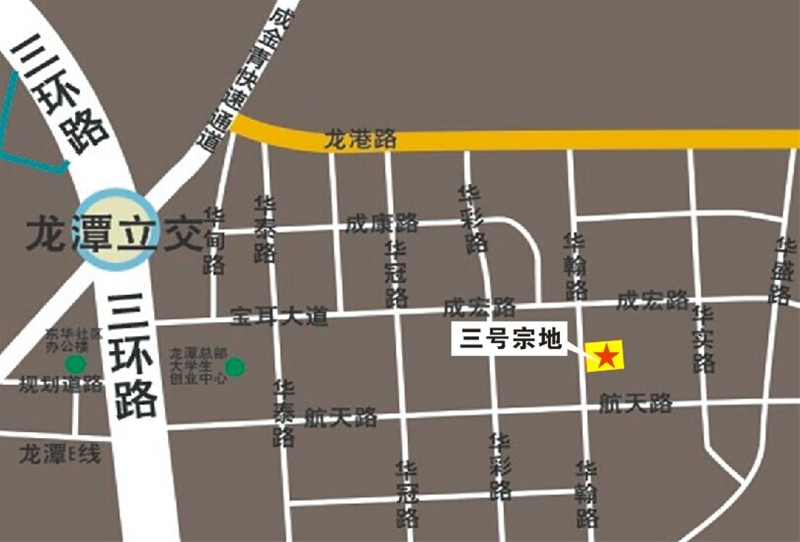 三环路
成金青快速通道
龙港路
龙潭立交
华甸路
华泰路
成康路
华冠路
华彩路
华翰路
华盛路
宝耳大道
成宏路
成宏路
华实路
三号宗地
三环路
东华社区
办公楼
龙潭总部
大学生
创业中心
规划道路
龙潭E线
华泰路
航天路
航天路
华冠路
华彩路
华翰路